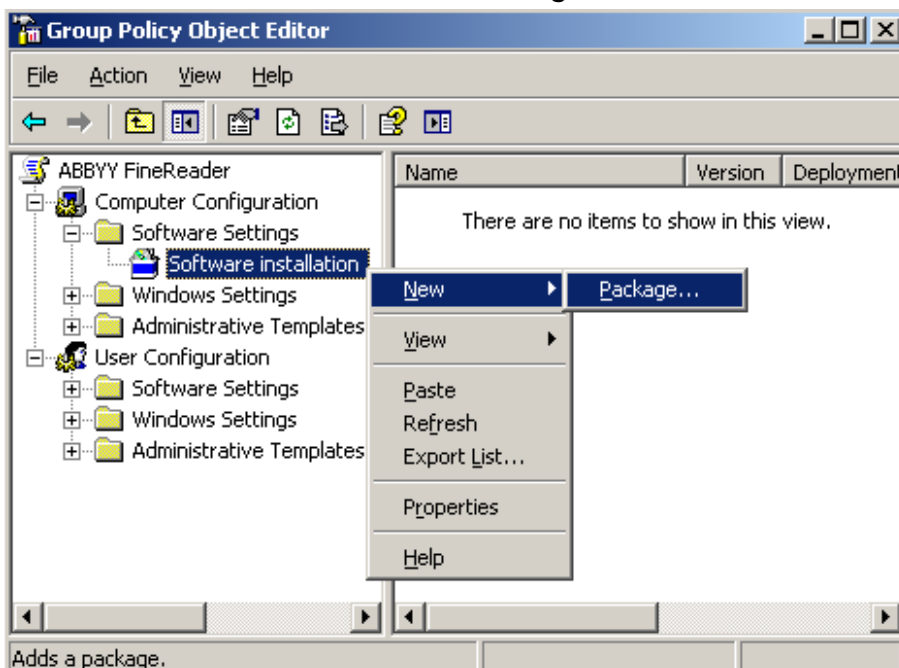 Group Policy Object Editor
File Action View Help
ABBYY FineReader
Computer Configuration
Software Settings
Software installation
Windows Settings
Administrative Templates
User Configuration
Software Settings
Windows Settings
Administrative Templates
Name Version Deployment
There are no items to show in this view.
New
Package...
View
Paste
Refresh
Export List...
Properties
Help
Adds a package.